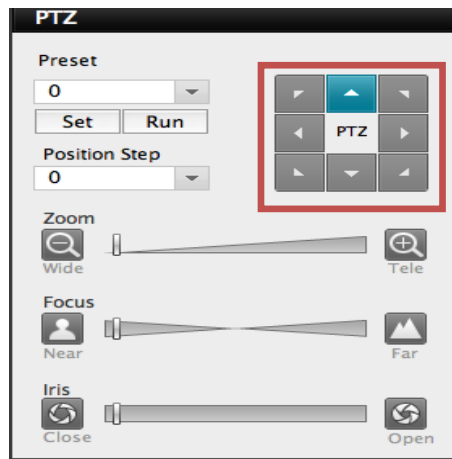 PTZ
Preset
0
Set Run
PTZ
Position Step
0
Zoom
Wide Tele
Focus
Near Far
Iris
Close Open